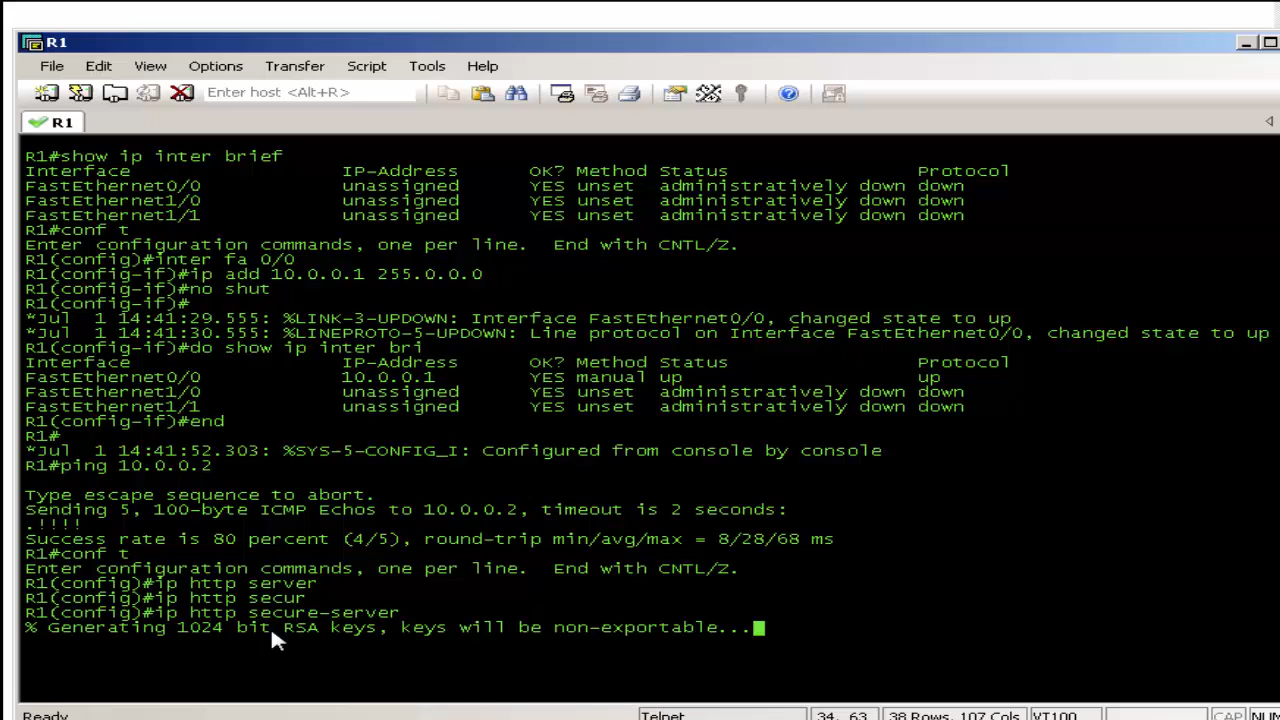 R1
File Edit View Options Transfer Script Tools Help
Enter host <Alt+R>
R1
R1#show ip inter brief
Interface IP-Address OK? Method Status Protocol
FastEthernet0/0 unassigned YES unset administratively down down
FastEthernet1/0 unassigned YES unset administratively down down
FastEthernet1/1 unassigned YES unset administratively down down
R1#conf t
Enter configuration commands, one per line. End with CNTL/Z.
R1(config)#inter fa 0/0
R1(config-if)#ip add 10.0.0.1 255.0.0.0
R1(config-if)#no shut
R1(config-if)#
*Jul 1 14:41:29.555: %LINK-3-UPDOWN: Interface FastEthernet0/0, changed state to up
*Jul 1 14:41:30.555: %LINEPROTO-5-UPDOWN: Line protocol on Interface FastEthernet0/0, changed state to up
R1(config-if)#do show ip inter bri
Interface IP-Address OK? Method Status Protocol
FastEthernet0/0 10.0.0.1 YES manual up up
FastEthernet1/0 unassigned YES unset administratively down down
FastEthernet1/1 unassigned YES unset administratively down down
R1(config-if)#end
R1#
*Jul 1 14:41:52.303: %SYS-5-CONFIG_I: Configured from console by console
R1#ping 10.0.0.2
Type escape sequence to abort.
Sending 5, 100-byte ICMP Echos to 10.0.0.2, timeout is 2 seconds:
.!!!!
Success rate is 80 percent (4/5), round-trip min/avg/max = 8/28/68 ms
R1#conf t
Enter configuration commands, one per line. End with CNTL/Z.
R1(config)#ip http server
R1(config)#ip http secur
R1(config)#ip http secure-server
% Generating 1024 bit RSA keys, keys will be non-exportable...
Ready Telnet 34, 63 38 Rows, 107 Cols VT100 CAP NUM